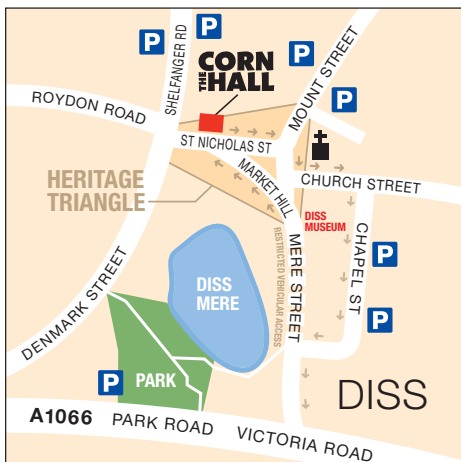 P
P
P
P
SHELFANGER RD
THE CORN
HALL
MOUNT STREET
ROYDON ROAD
ST NICHOLAS ST
HERITAGE
TRIANGLE
MARKET HILL
CHURCH STREET
DISS
MUSEUM
RESTRICTED VEHICULAR ACCESS
MERE STREET
CHAPEL ST
P
P
DISS
MERE
DENMARK STREET
P
PARK
DISS
A1066 PARK ROAD VICTORIA ROAD